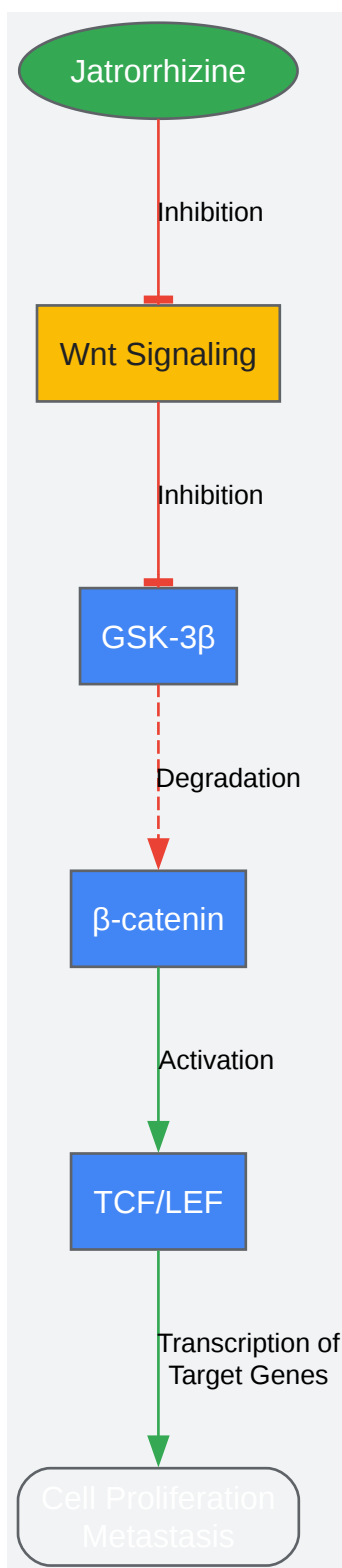 Jatrorrhizine
Inhibition
Wnt Signaling
Inhibition
GSK-3β
Degradation
β-catenin
Activation
TCF/LEF
Transcription of
Target Genes
Cell Proliferation
Metastasis